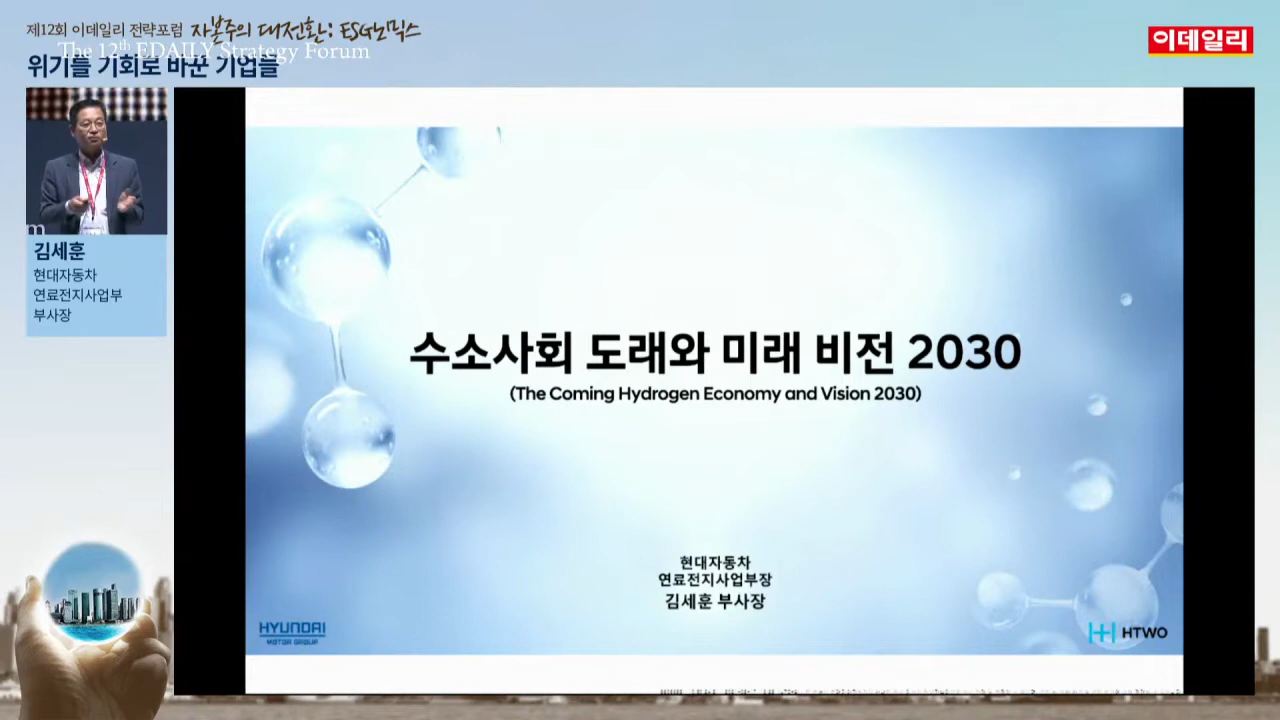 제12회 이데일리 전략포럼 자본주의 대전환: ESG노믹스
The 12th EDAILY Strategy Forum
위기를 기회로 바꾼 기업들
이데일리
m
김세훈
현대자동차
연료전지사업부
부사장
수소사회 도래와 미래 비전 2030
(The Coming Hydrogen Economy and Vision 2030)
현대자동차
연료전지사업부장
김세훈 부사장
HYUNDAI
MOTOR GROUP
HTWO